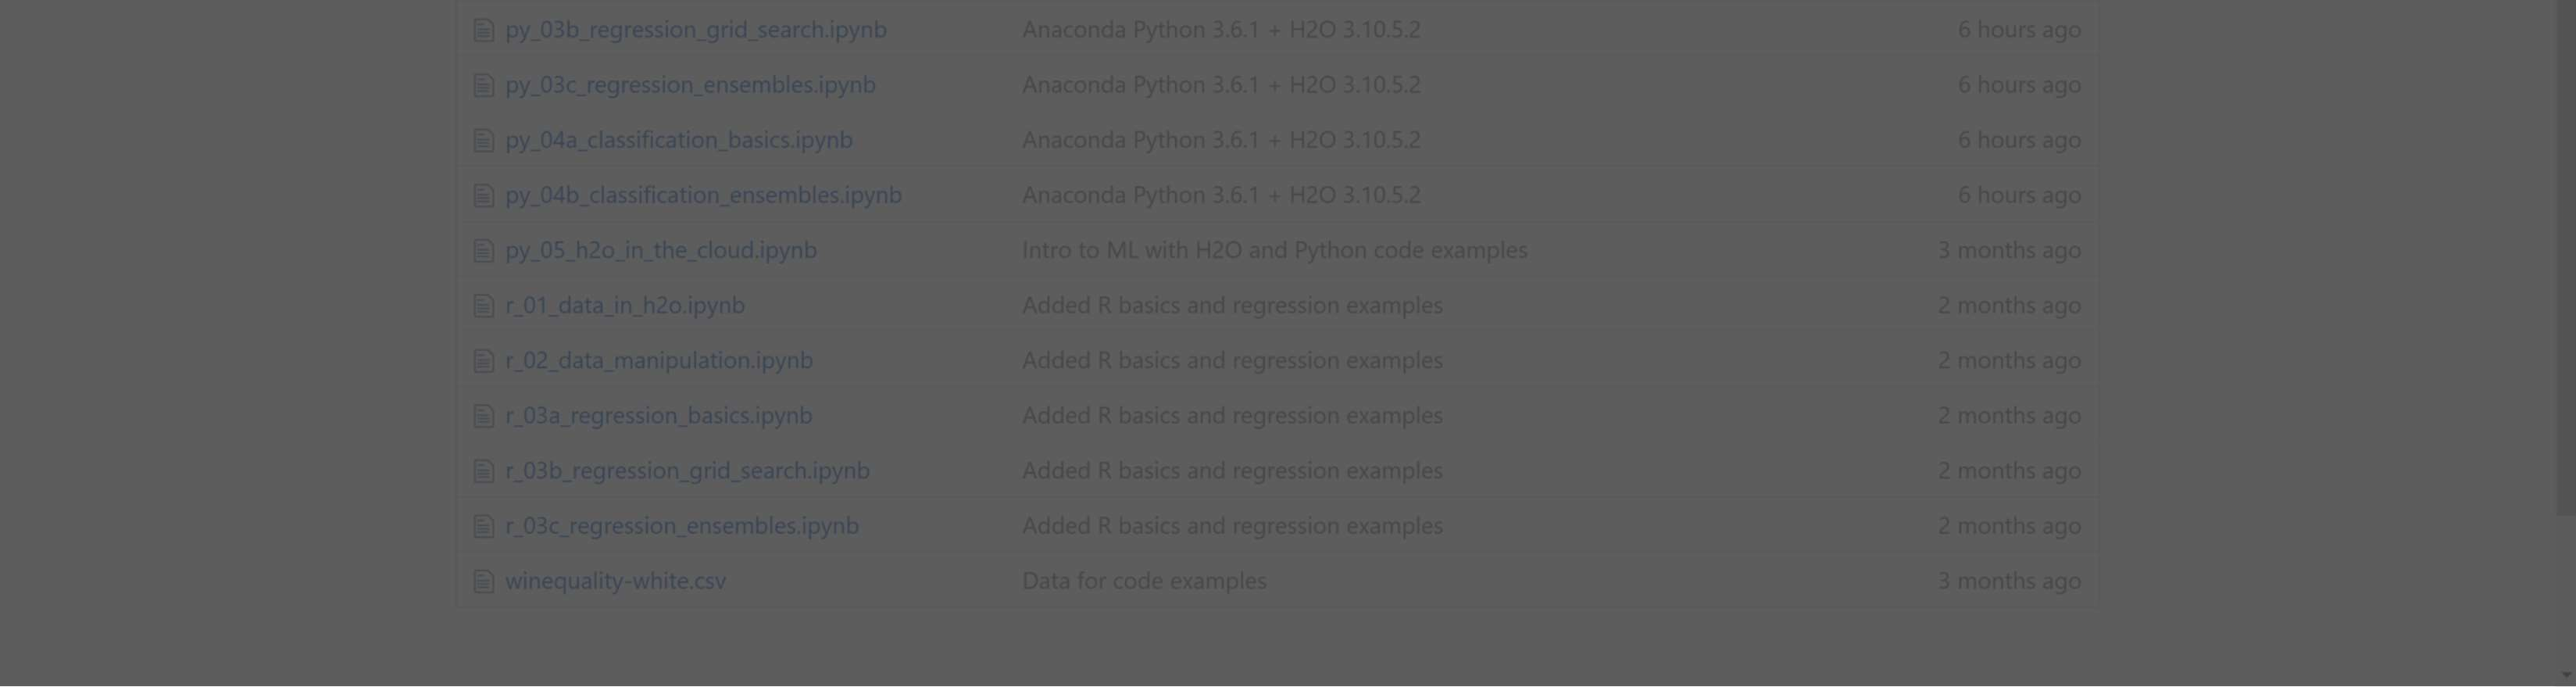 py_03b_regression_grid_search.ipynb Anaconda Python 3.6.1 + H2O 3.10.5.2 6 hours ago
py_03c_regression_ensembles.ipynb Anaconda Python 3.6.1 + H2O 3.10.5.2 6 hours ago
py_04a_classification_basics.ipynb Anaconda Python 3.6.1 + H2O 3.10.5.2 6 hours ago
py_04b_classification_ensembles.ipynb Anaconda Python 3.6.1 + H2O 3.10.5.2 6 hours ago
py_05_h2o_in_the_cloud.ipynb Intro to ML with H2O and Python code examples 3 months ago
r_01_data_in_h2o.ipynb Added R basics and regression examples 2 months ago
r_02_data_manipulation.ipynb Added R basics and regression examples 2 months ago
r_03a_regression_basics.ipynb Added R basics and regression examples 2 months ago
r_03b_regression_grid_search.ipynb Added R basics and regression examples 2 months ago
r_03c_regression_ensembles.ipynb Added R basics and regression examples 2 months ago
winequality-white.csv Data for code examples 3 months ago